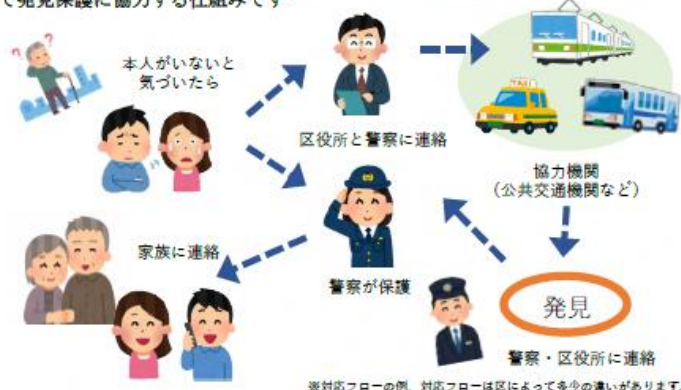 で発見保護に協力する仕組みです
本人がいないと
気づいたら
区役所と警察に連絡
TAXI
協力機関
(公共交通機関など)
家族に連絡
警察が保護
発見
警察・区役所に連絡
※対応フローの例。対応フローは区によって多少の違いがあります。